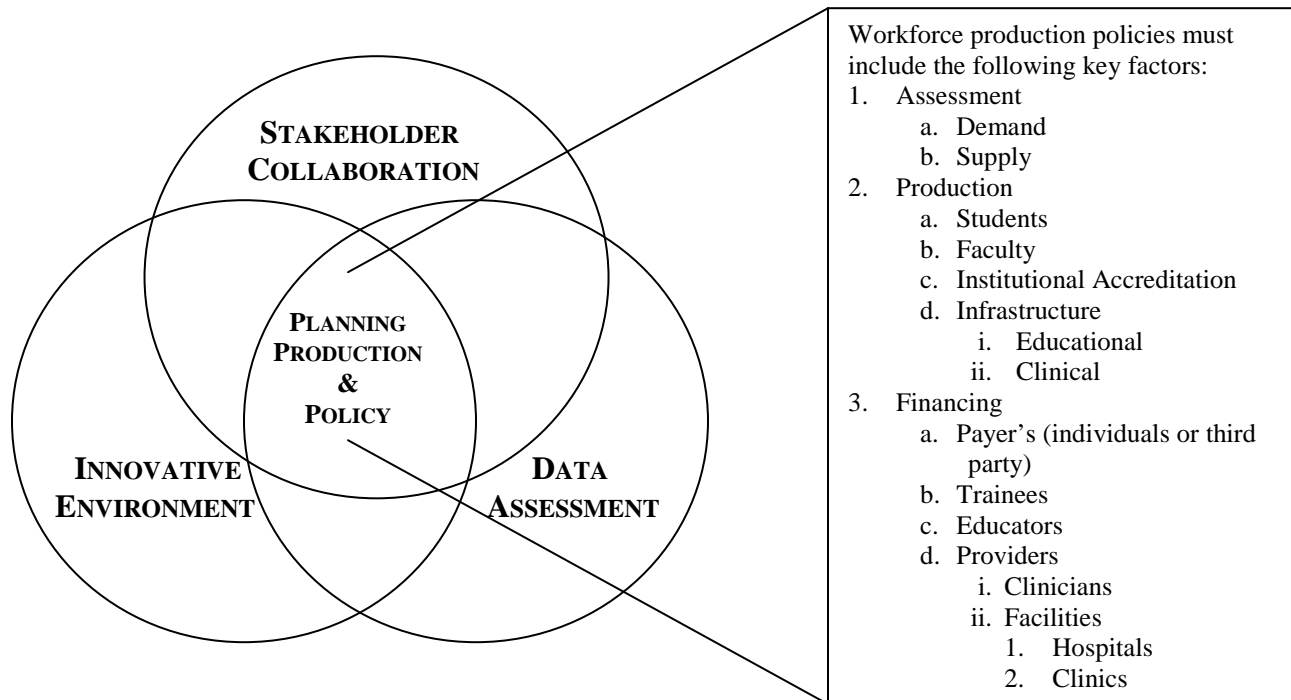 STAKEHOLDER
COLLABORATION
PLANNING
PRODUCTION
&
POLICY
INNOVATIVE
ENVIRONMENT
DATA
ASSESSMENT
Workforce production policies must
include the following key factors:
1. Assessment
a. Demand
b. Supply
2. Production
a. Students
b. Faculty
c. Institutional Accreditation
d. Infrastructure
i. Educational
ii. Clinical
3. Financing
a. Payer's (individuals or third
party)
b. Trainees
c. Educators
d. Providers
i. Clinicians
ii. Facilities
1. Hospitals
2. Clinics